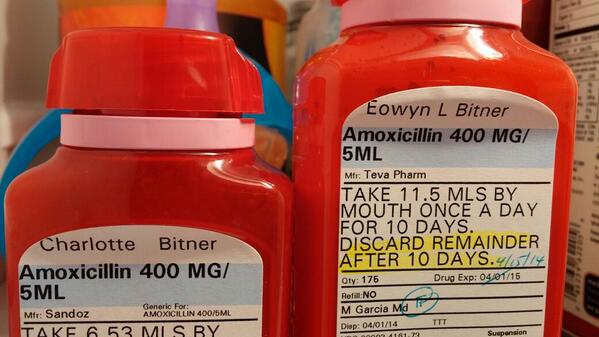 Charlotte Bitner
Amoxicillin 400 MG/
5ML
Mfr: Sandoz
Generic For:
AMOXICILLIN 400/5ML
TAKE 6.53 MLS BY
Eowyn L Bitner
Amoxicillin 400 MG/
5ML
Mfr: Teva Pharm
TAKE 11.5 MLS BY
MOUTH ONCE A DAY
FOR 10 DAYS.
DISCARD REMAINDER
AFTER 10 DAYS. 4/15/14
Qty: 176 Drug Exp: 04/01/15
Refill: NO
M Garcia Md
Disp: 04/01/14 TTT
Suspension